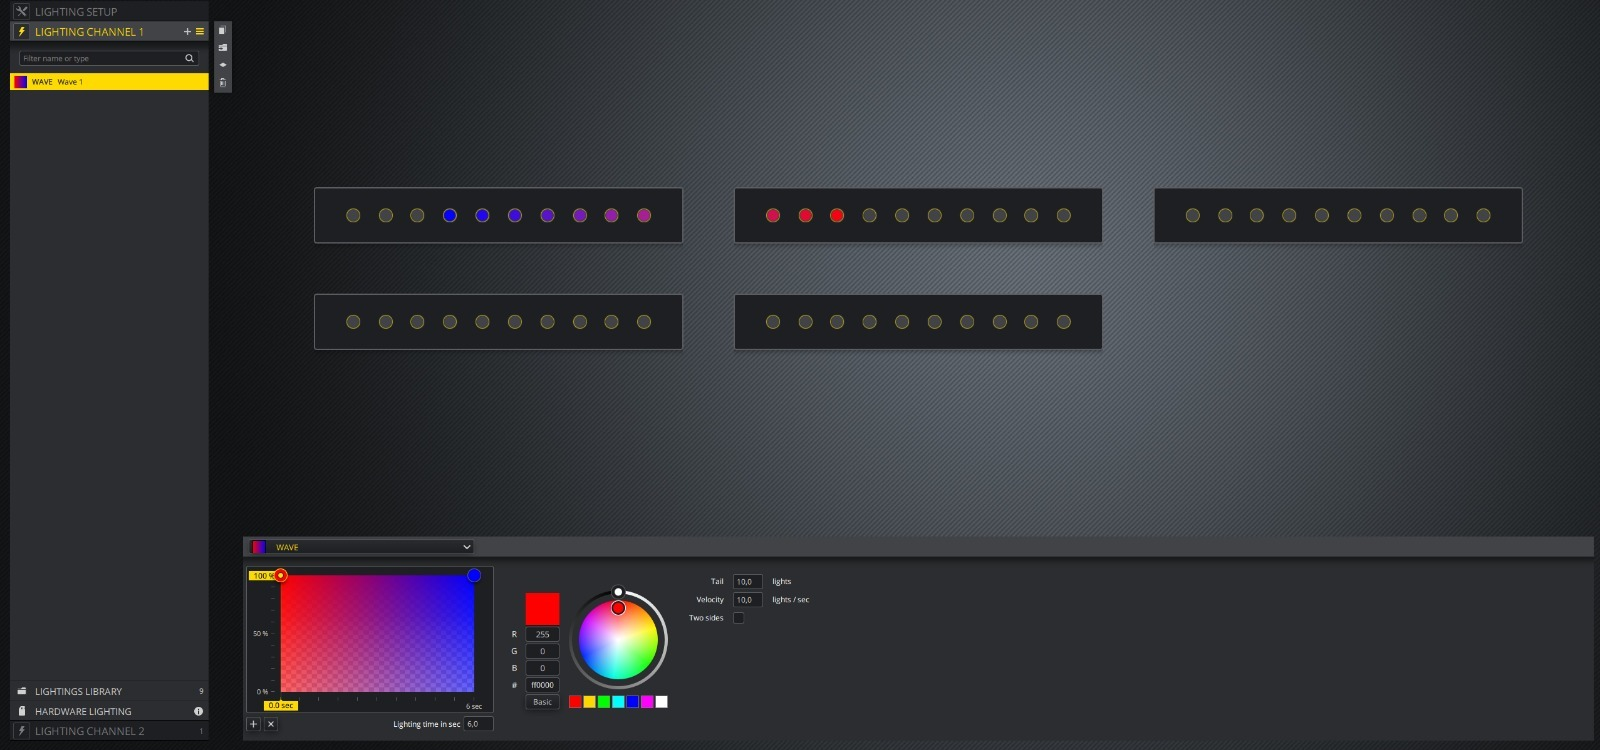 LIGHTING SETUP
LIGHTING CHANNEL 1
Filter name or type
WAVE Wave 1
LIGHTINGS LIBRARY 9
HARDWARE LIGHTING
LIGHTING CHANNEL 2 1
WAVE
100 %
50 %
0 %
0.0 sec
6 sec
Lighting time in sec 6,0
R 255
G 0
B 0
# ff0000
Basic
Tail 10,0 lights
Velocity 10,0 lights / sec
Two sides